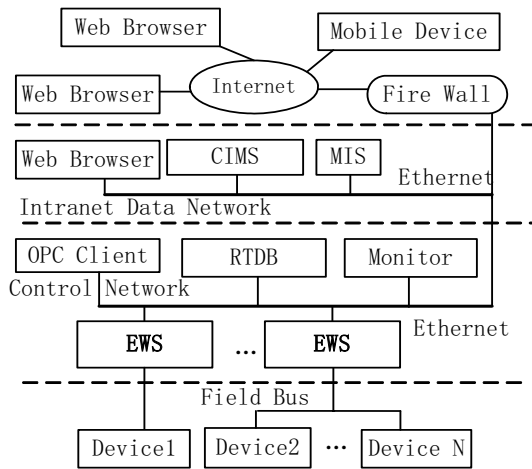 Web Browser
Mobile Device
Internet
Web Browser
Fire Wall
Web Browser
CIMS
MIS
Ethernet
Intranet Data Network
OPC Client
RTDB
Monitor
Control Network
Ethernet
EWS
...
EWS
Field Bus
Device1
Device2
...
Device N